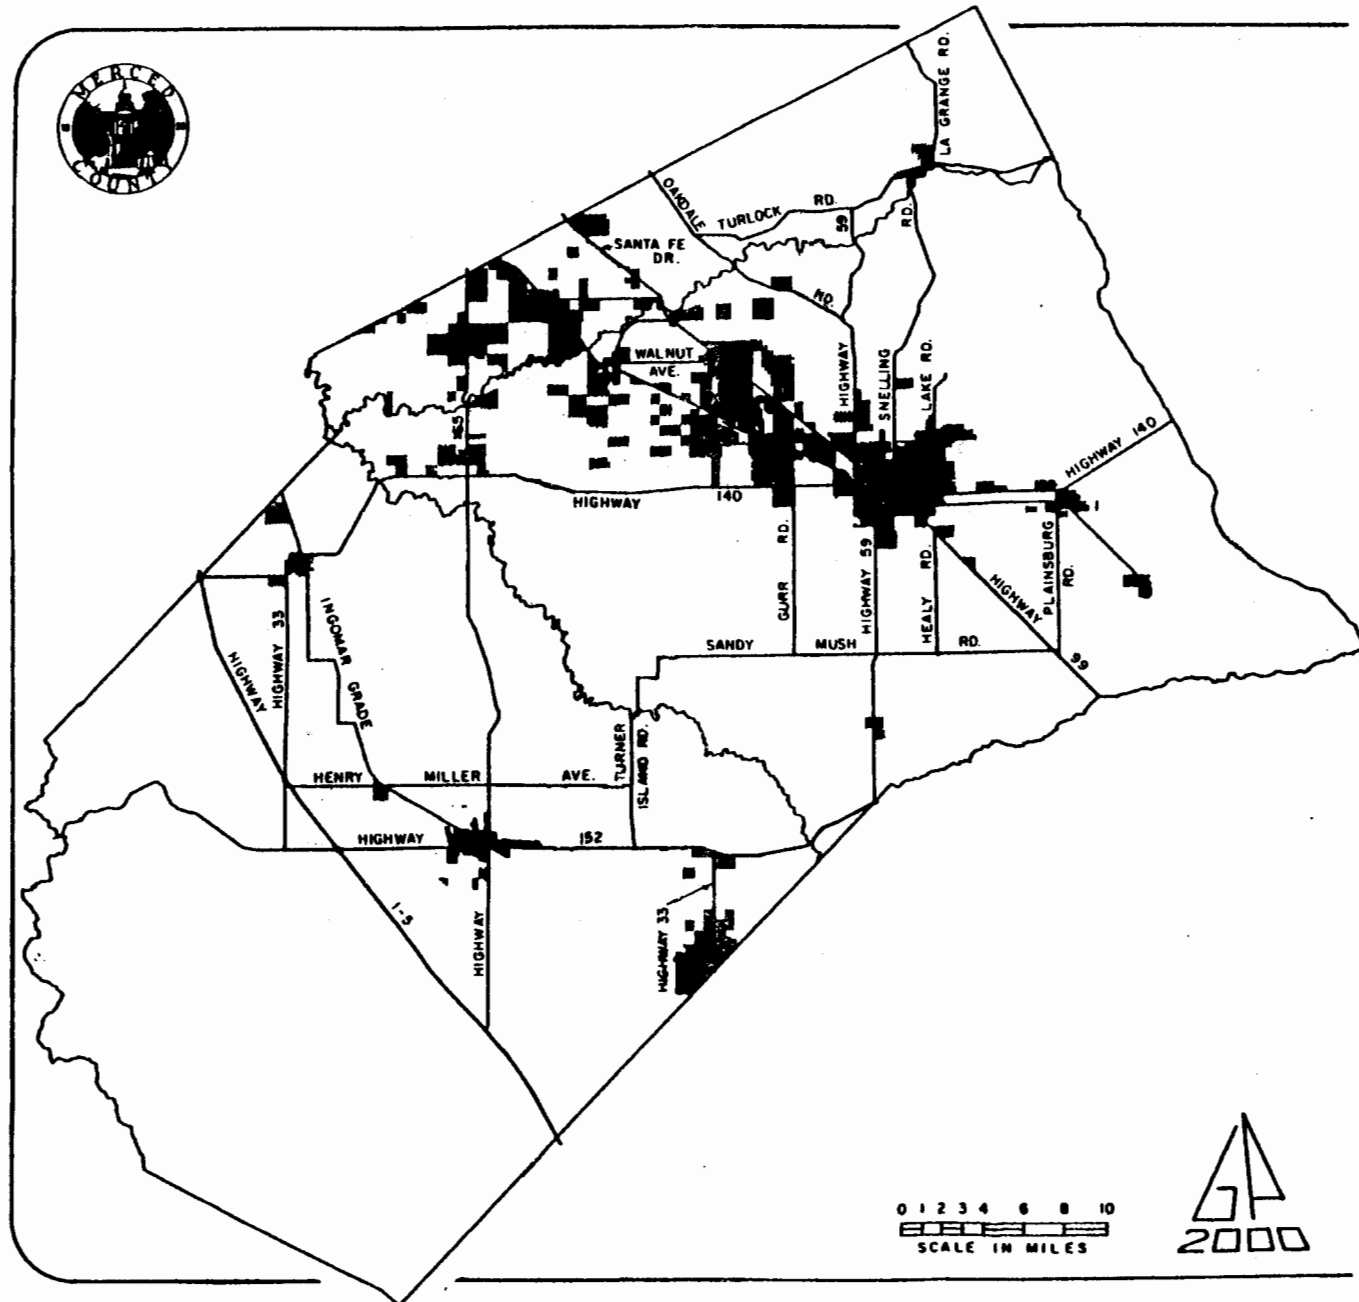 MERCED
COUNTY
LA GRANGE RD.
OAKDALE
TURLOCK
RD.
59
RD.
SANTA FE
DR.
RD.
WALNUT
AVE.
HIGHWAY
SNELLING
LAKE RD.
165
HIGHWAY 140
HIGHWAY
140
GURR RD.
HIGHWAY 59
HEALY RD.
PLAINSBURG
RD.
HIGHWAY
99
HIGHWAY 33
INGOMAR
GRADE
HIGHWAY
SANDY
MUSH
RD.
TURNER
ISLAND RD.
HENRY
MILLER
AVE.
HIGHWAY
152
I-5
HIGHWAY
HIGHWAY 33
0 1 2 3 4 6 8 10
SCALE IN MILES
GP
2000